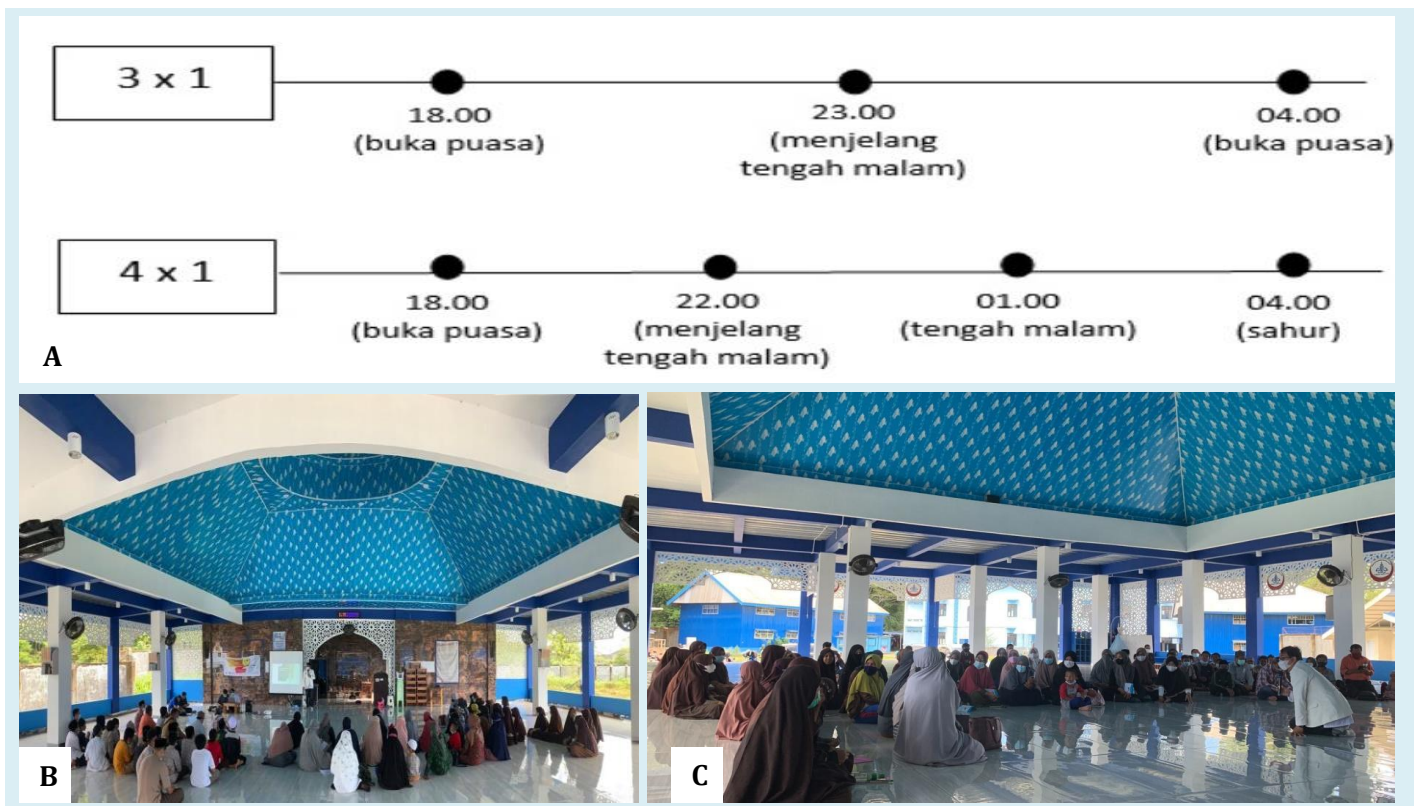 3 x 1
18.00
(buka puasa)
23.00
(menjelang
tengah malam)
04.00
(buka puasa)
4 x 1
18.00
(buka puasa)
22.00
(menjelang
tengah malam)
01.00
(tengah malam)
04.00
(sahur)
A
B
C